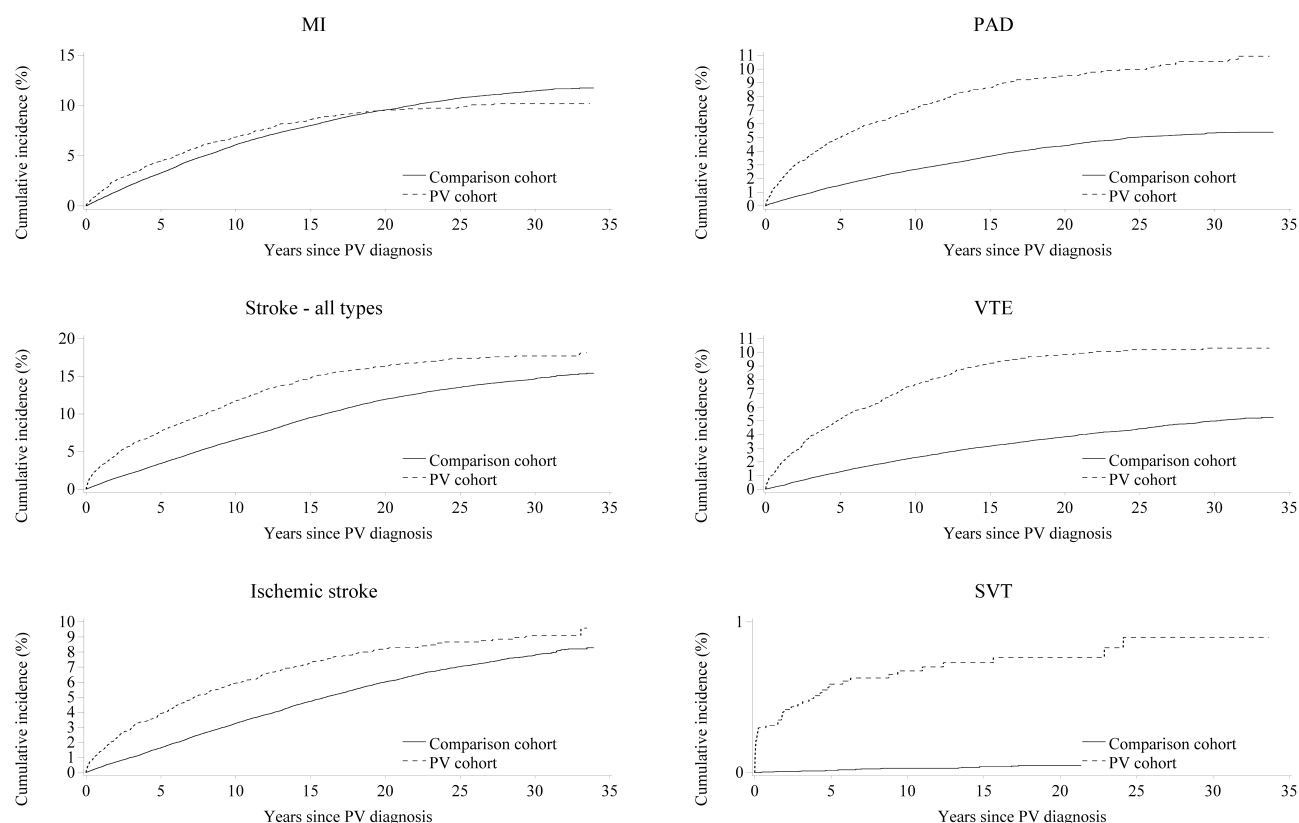 MI
Cumulative incidence (%)
15
10
5
0
0 5 10 15 20 25 30 35
Years since PV diagnosis
Comparison cohort
PV cohort
PAD
Cumulative incidence (%)
11
10
9
8
7
6
5
4
3
2
1
0
0 5 10 15 20 25 30 35
Years since PV diagnosis
Comparison cohort
PV cohort
Stroke - all types
Cumulative incidence (%)
20
15
10
5
0
0 5 10 15 20 25 30 35
Years since PV diagnosis
Comparison cohort
PV cohort
VTE
Cumulative incidence (%)
11
10
9
8
7
6
5
4
3
2
1
0
0 5 10 15 20 25 30 35
Years since PV diagnosis
Comparison cohort
PV cohort
Ischemic stroke
Cumulative incidence (%)
10
9
8
7
6
5
4
3
2
1
0
0 5 10 15 20 25 30 35
Years since PV diagnosis
Comparison cohort
PV cohort
SVT
Cumulative incidence (%)
1
0
0 5 10 15 20 25 30 35
Years since PV diagnosis
Comparison cohort
PV cohort